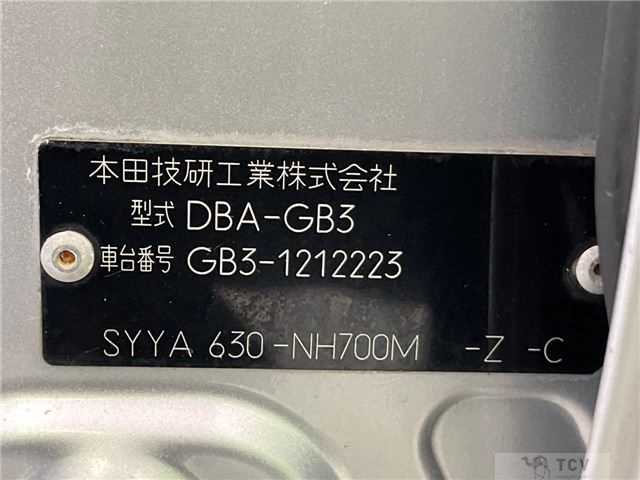 本田技研工業株式会社
型式 DBA-GB3
車台番号 GB3-1212223
SYYA 630-NH700M -Z -C
TCV